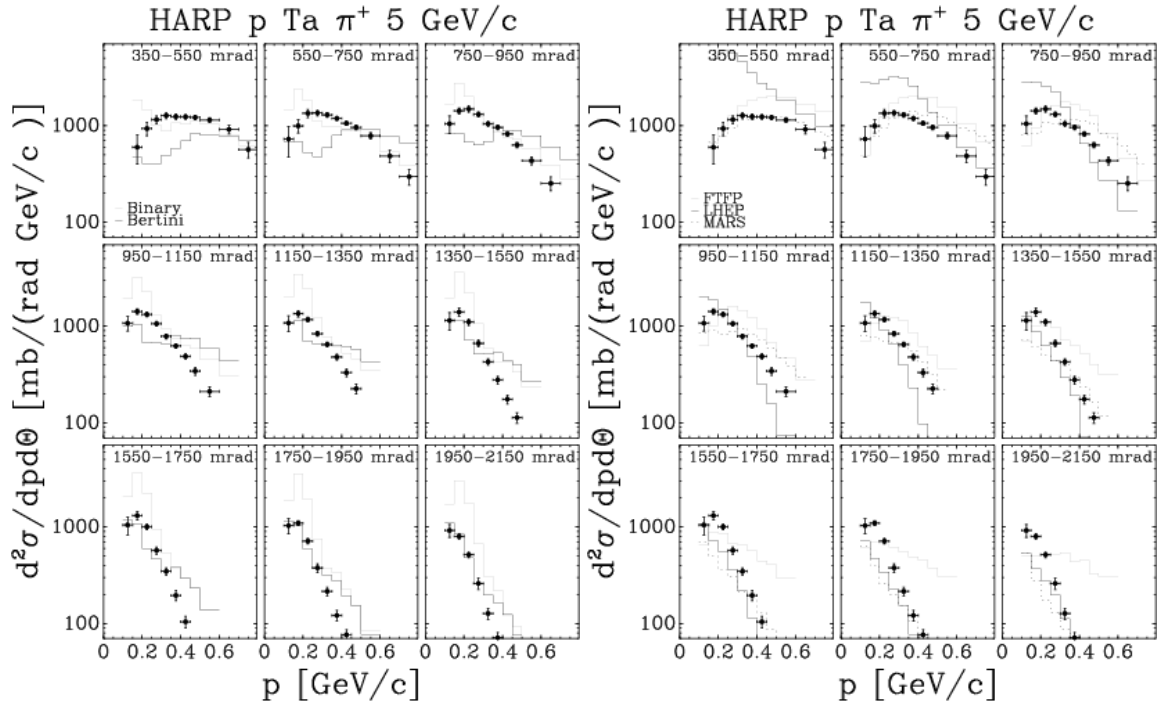 HARP p Ta π⁺ 5 GeV/c
350−550 mrad
550−750 mrad
750−950 mrad
1000
100
Binary
Bertini
950−1150 mrad
1150−1350 mrad
1350−1550 mrad
1000
100
1550−1750 mrad
1750−1950 mrad
1950−2150 mrad
1000
100
0 0.2 0.4 0.6 0 0.2 0.4 0.6 0 0.2 0.4 0.6
p [GeV/c]
d²σ/dpdΘ [mb/(rad GeV/c )]
HARP p Ta π⁺ 5 GeV/c
350−550 mrad
550−750 mrad
750−950 mrad
1000
100
FTFP
LHEP
MARS
950−1150 mrad
1150−1350 mrad
1350−1550 mrad
1000
100
1550−1750 mrad
1750−1950 mrad
1950−2150 mrad
1000
100
0 0.2 0.4 0.6 0 0.2 0.4 0.6 0 0.2 0.4 0.6
p [GeV/c]
d²σ/dpdΘ [mb/(rad GeV/c )]